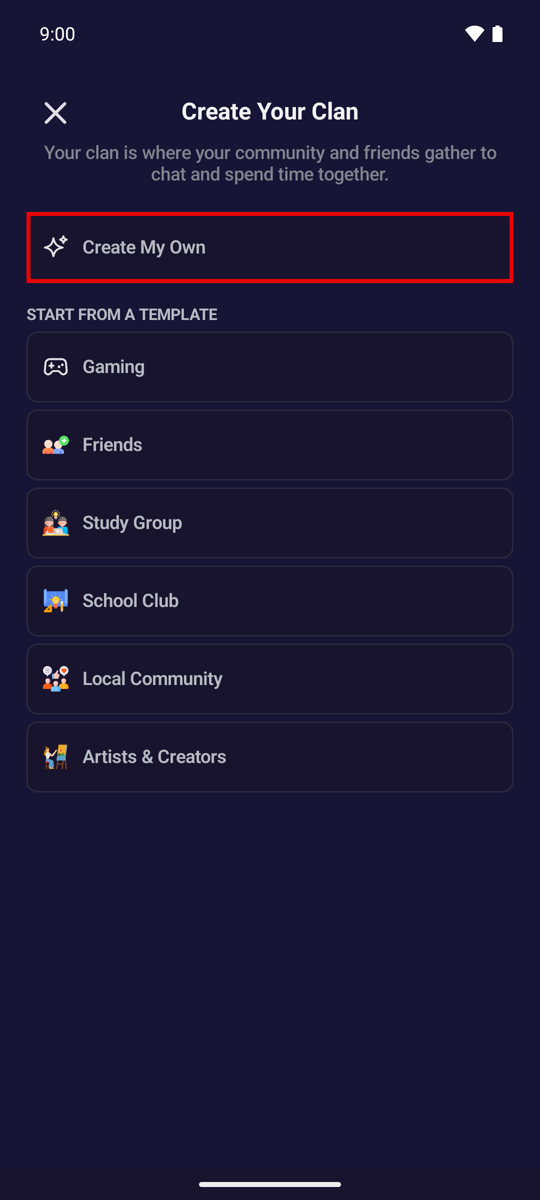 9:00
Create Your Clan
Your clan is where your community and friends gather to
chat and spend time together.
Create My Own
START FROM A TEMPLATE
Gaming
Friends
Study Group
School Club
Local Community
Artists & Creators